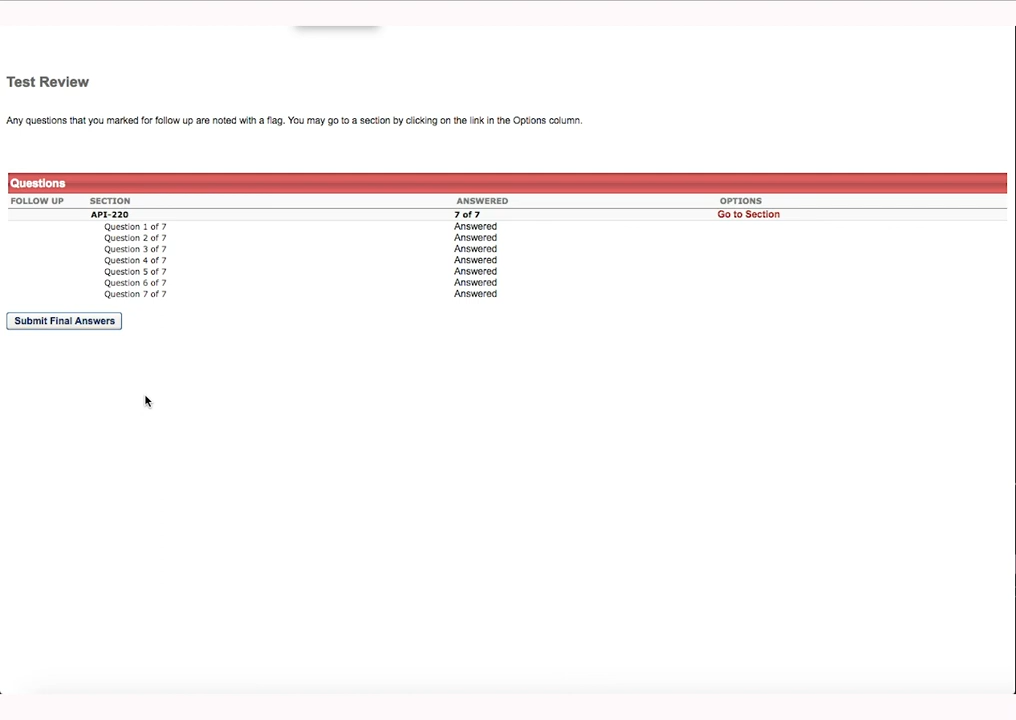 Test Review
Any questions that you marked for follow up are noted with a flag. You may go to a section by clicking on the link in the Options column.
Questions
FOLLOW UP SECTION ANSWERED OPTIONS
API-220 7 of 7 Go to Section
Question 1 of 7 Answered
Question 2 of 7 Answered
Question 3 of 7 Answered
Question 4 of 7 Answered
Question 5 of 7 Answered
Question 6 of 7 Answered
Question 7 of 7 Answered
Submit Final Answers